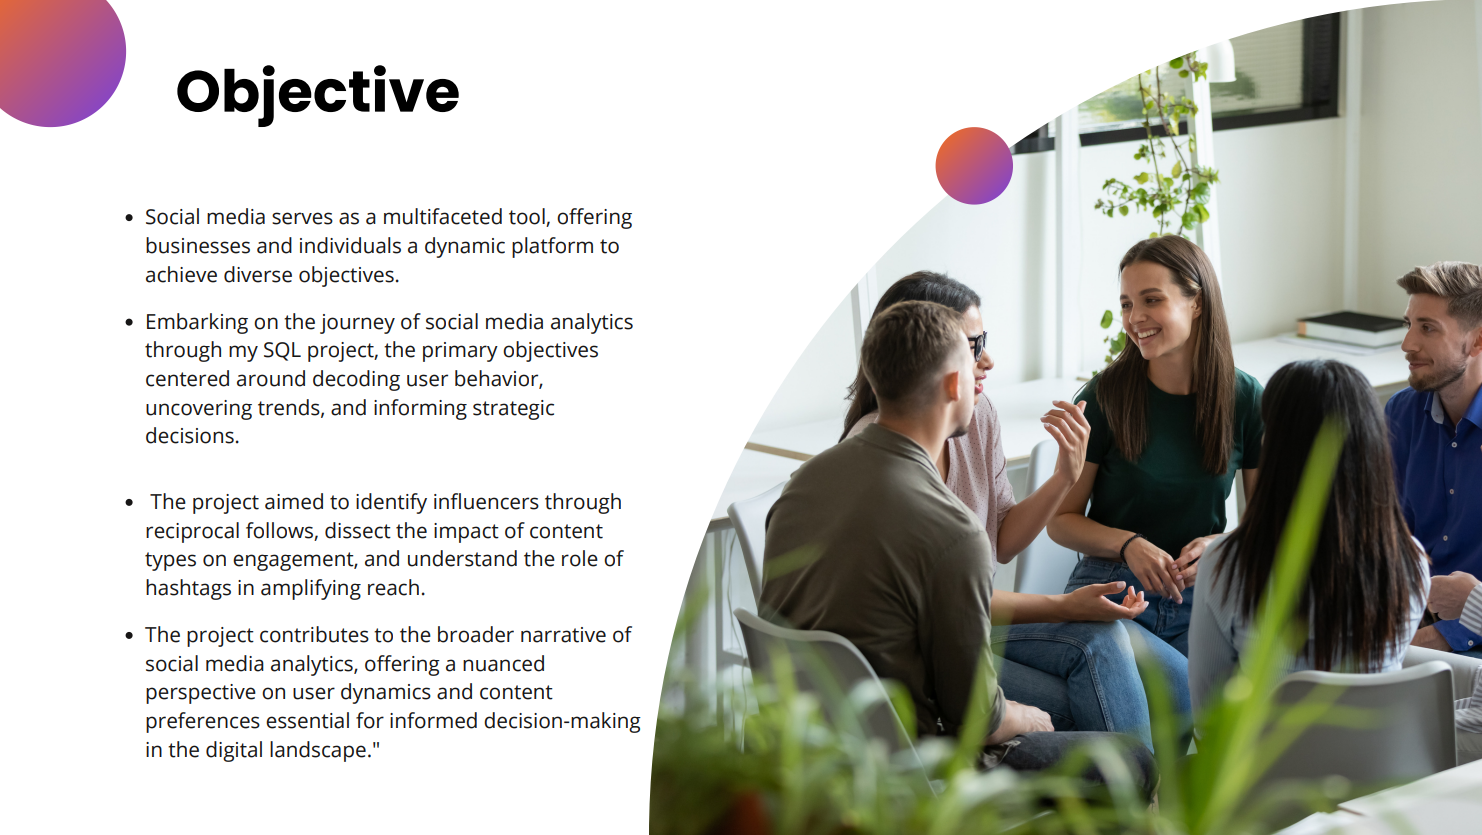 Objective
• Social media serves as a multifaceted tool, offering
businesses and individuals a dynamic platform to
achieve diverse objectives.
• Embarking on the journey of social media analytics
through my SQL project, the primary objectives
centered around decoding user behavior,
uncovering trends, and informing strategic
decisions.
• The project aimed to identify influencers through
reciprocal follows, dissect the impact of content
types on engagement, and understand the role of
hashtags in amplifying reach.
• The project contributes to the broader narrative of
social media analytics, offering a nuanced
perspective on user dynamics and content
preferences essential for informed decision-making
in the digital landscape."